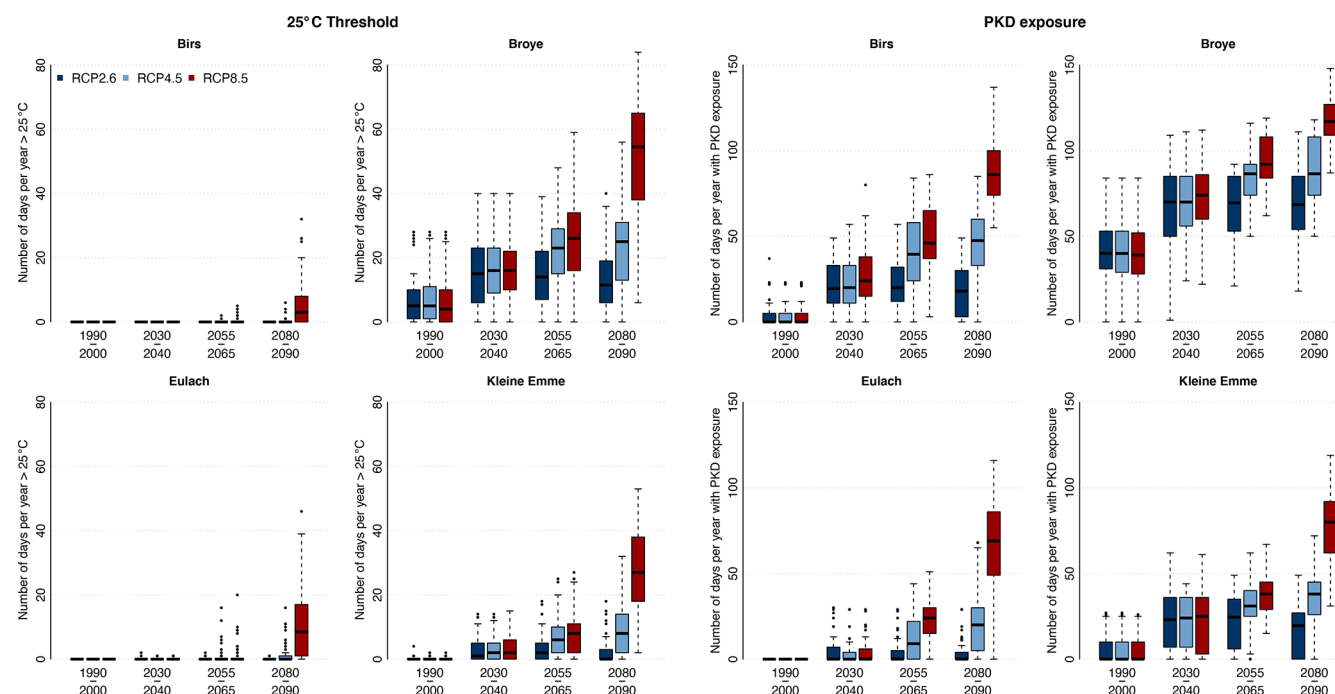 25°C Threshold
PKD exposure
Birs
Broye
Birs
Broye
RCP2.6 RCP4.5 RCP8.5
Number of days per year > 25°C
0 20 40 60 80
1990 – 2000
2030 – 2040
2055 – 2065
2080 – 2090
Number of days per year > 25°C
0 20 40 60 80
1990 – 2000
2030 – 2040
2055 – 2065
2080 – 2090
Number of days per year with PKD exposure
0 50 100 150
1990 – 2000
2030 – 2040
2055 – 2065
2080 – 2090
Number of days per year with PKD exposure
0 50 100 150
1990 – 2000
2030 – 2040
2055 – 2065
2080 – 2090
Eulach
Kleine Emme
Eulach
Kleine Emme
Number of days per year > 25°C
0 20 40 60 80
1990 – 2000
2030 – 2040
2055 – 2065
2080 – 2090
Number of days per year > 25°C
0 20 40 60 80
1990 – 2000
2030 – 2040
2055 – 2065
2080 – 2090
Number of days per year with PKD exposure
0 50 100 150
1990 – 2000
2030 – 2040
2055 – 2065
2080 – 2090
Number of days per year with PKD exposure
0 50 100 150
1990 – 2000
2030 – 2040
2055 – 2065
2080 – 2090